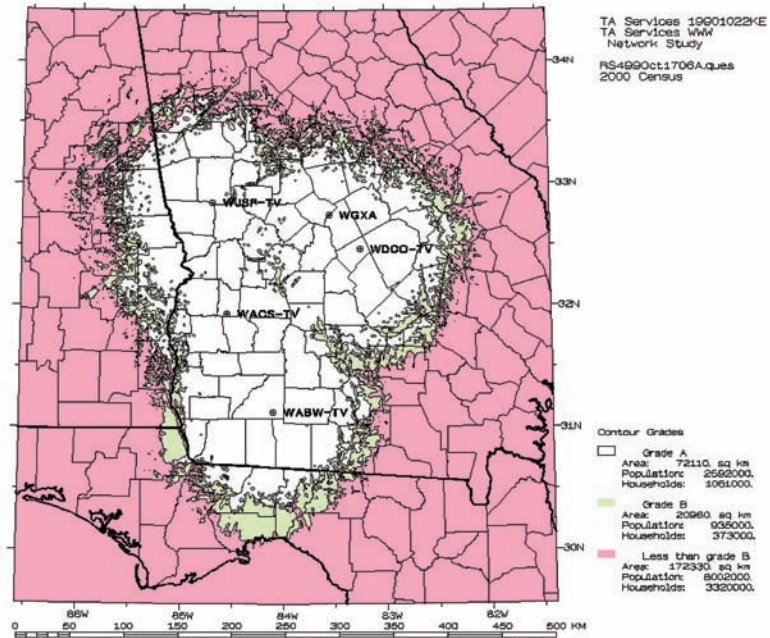 TA Services 19901022KE
TA Services WWW
Network Study
RS4990ct1706A.ques
2000 Census
34N
33N
WJSP-TV
WGXA
WDCO-TV
32N
WACS-TV
WABW-TV
31N
30N
Contour Grades
Grade A
Area: 72110. sq km
Population: 2592000.
Households: 1061000.
Grade B
Area: 20960. sq km
Population: 935000.
Households: 373000.
Less than grade B
Area: 172330. sq km
Population: 8002000.
Households: 3320000.
86W 85W 84W 83W 82W
0 50 100 150 200 250 300 350 400 450 500 KM